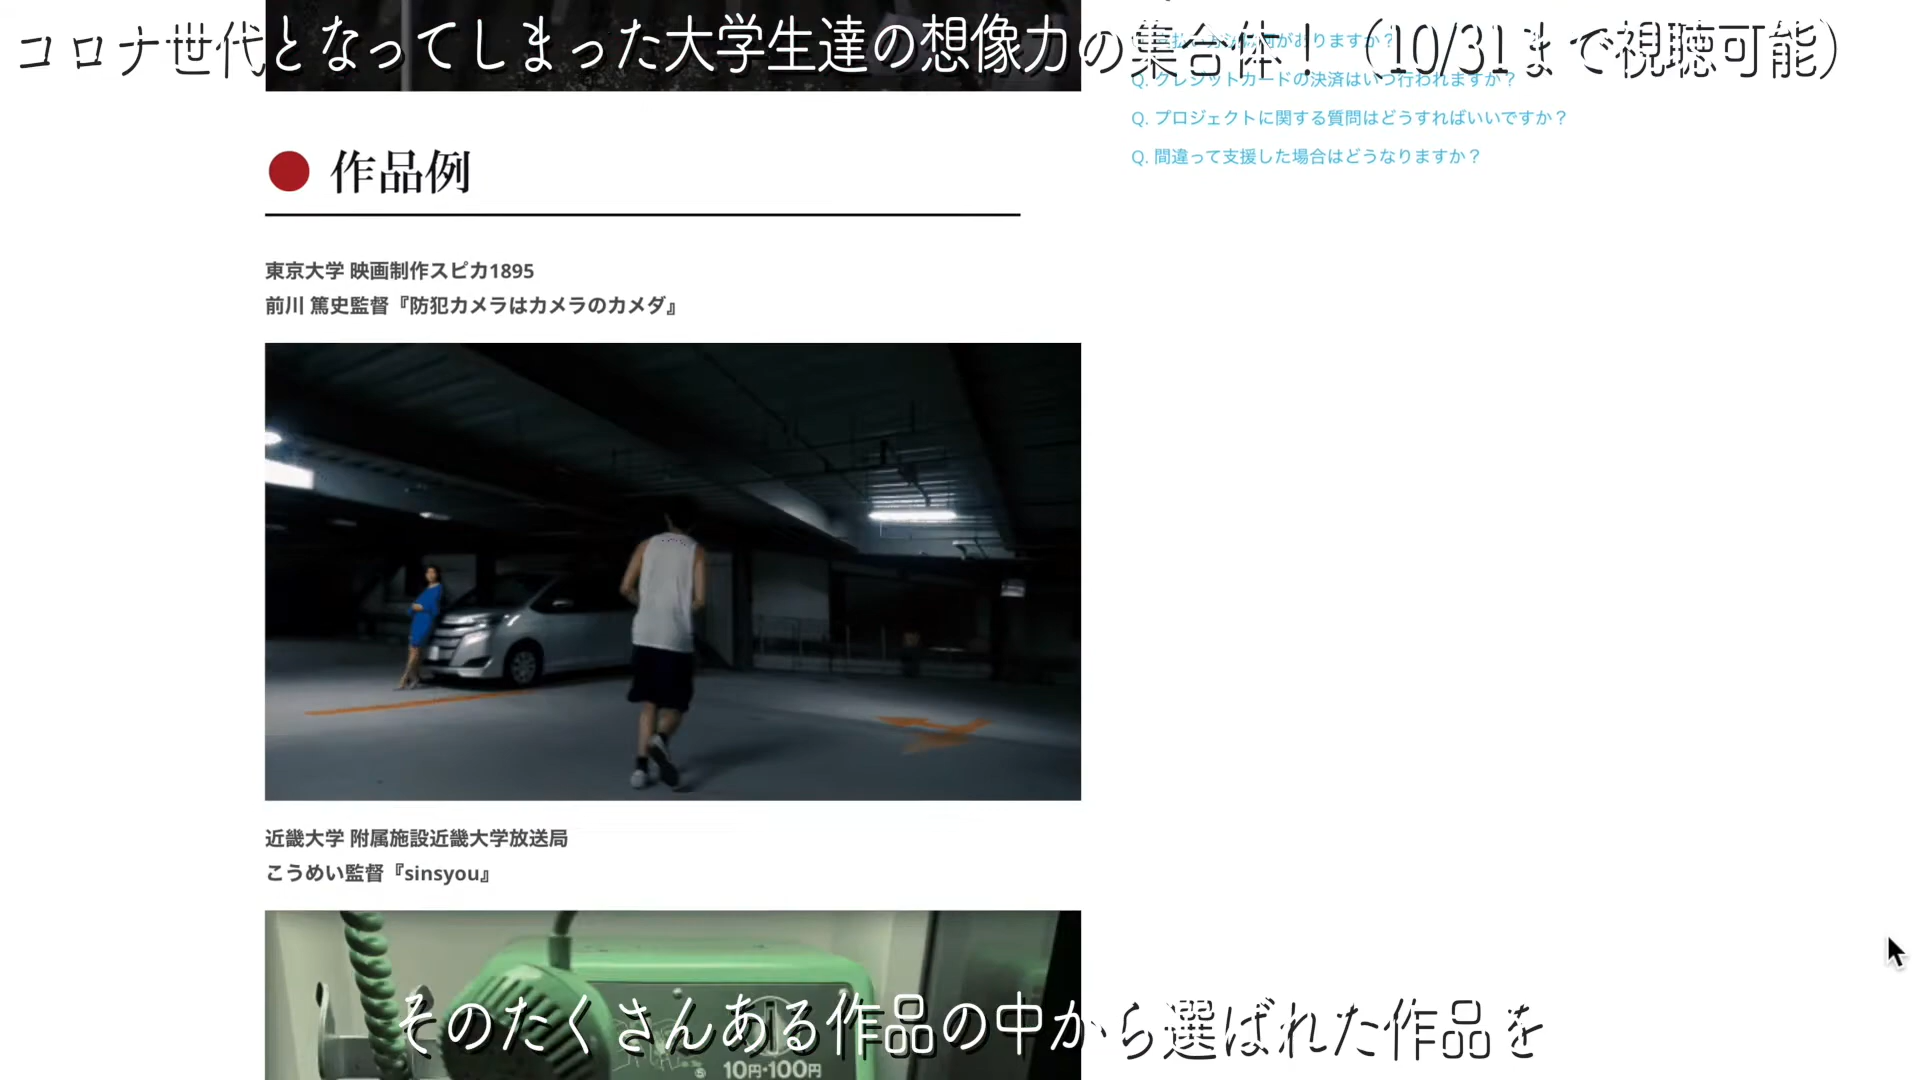 コロナ世代となってしまった大学生達の想像力の集合体！（10/31まで視聴可能）
Q. クレジットカードの決済はいつ行われますか？
Q. プロジェクトに関する質問はどうすればいいですか？
Q. 間違って支援した場合はどうなりますか？
作品例
東京大学 映画制作スピカ1895
前川 篤史監督『防犯カメラはカメラのカメダ』
近畿大学 附属施設近畿大学放送局
こうめい監督『sinsyou』
そのたくさんある作品の中から選ばれた作品を
10円・100円